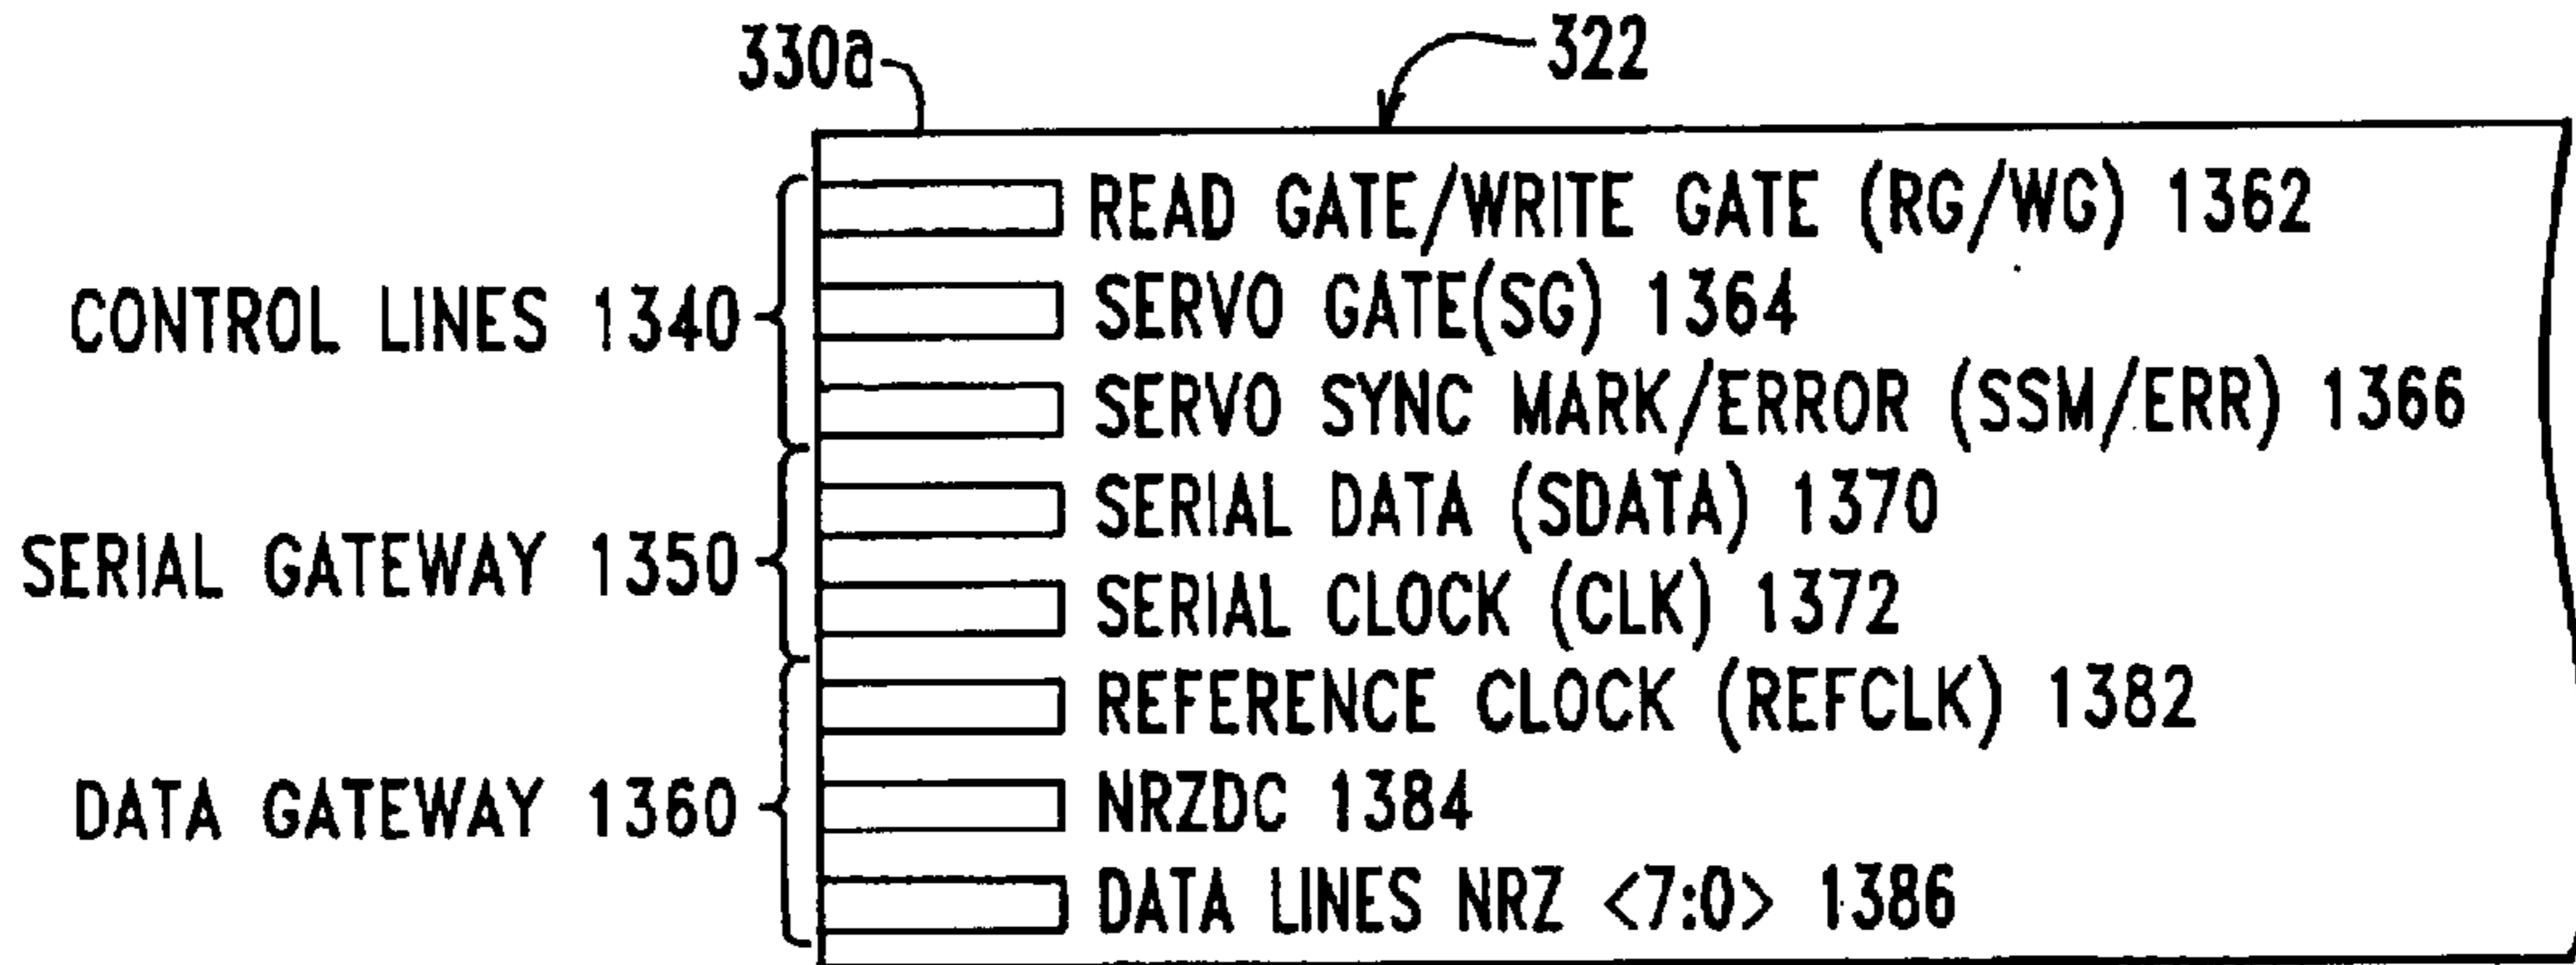 330a
322
READ GATE/WRITE GATE (RG/WG) 1362
CONTROL LINES 1340
SERVO GATE(SG) 1364
SERVO SYNC MARK/ERROR (SSM/ERR) 1366
SERIAL DATA (SDATA) 1370
SERIAL GATEWAY 1350
SERIAL CLOCK (CLK) 1372
REFERENCE CLOCK (REFCLK) 1382
DATA GATEWAY 1360
NRZDC 1384
DATA LINES NRZ <7:0> 1386